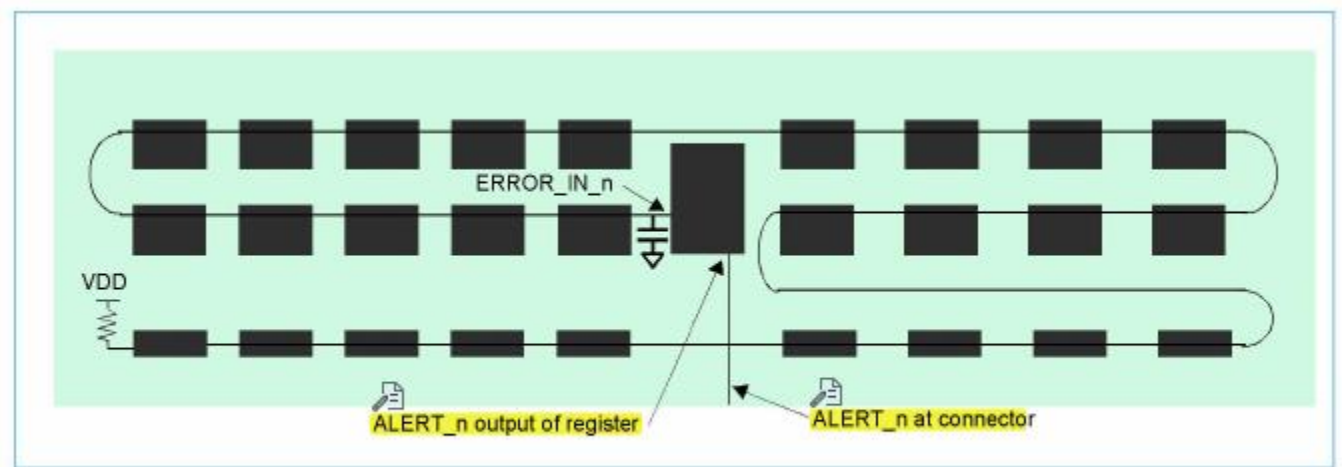 ERROR_IN_n
VDD
ALERT_n output of register
ALERT_n at connector